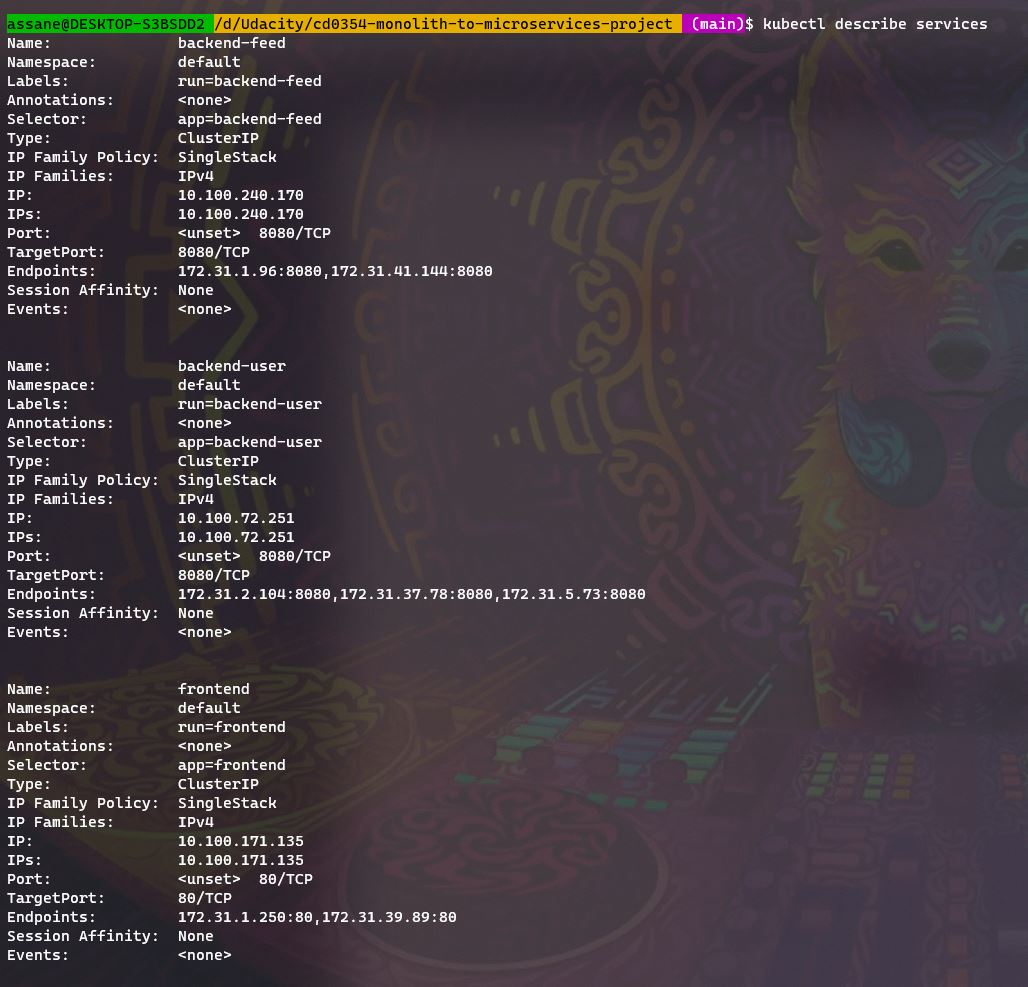 assane@DESKTOP-S3BSDD2 /d/Udacity/cd0354-monolith-to-microservices-project (main)$ kubectl describe services
Name: backend-feed
Namespace: default
Labels: run=backend-feed
Annotations: <none>
Selector: app=backend-feed
Type: ClusterIP
IP Family Policy: SingleStack
IP Families: IPv4
IP: 10.100.240.170
IPs: 10.100.240.170
Port: <unset> 8080/TCP
TargetPort: 8080/TCP
Endpoints: 172.31.1.96:8080,172.31.41.144:8080
Session Affinity: None
Events: <none>
Name: backend-user
Namespace: default
Labels: run=backend-user
Annotations: <none>
Selector: app=backend-user
Type: ClusterIP
IP Family Policy: SingleStack
IP Families: IPv4
IP: 10.100.72.251
IPs: 10.100.72.251
Port: <unset> 8080/TCP
TargetPort: 8080/TCP
Endpoints: 172.31.2.104:8080,172.31.37.78:8080,172.31.5.73:8080
Session Affinity: None
Events: <none>
Name: frontend
Namespace: default
Labels: run=frontend
Annotations: <none>
Selector: app=frontend
Type: ClusterIP
IP Family Policy: SingleStack
IP Families: IPv4
IP: 10.100.171.135
IPs: 10.100.171.135
Port: <unset> 80/TCP
TargetPort: 80/TCP
Endpoints: 172.31.1.250:80,172.31.39.89:80
Session Affinity: None
Events: <none>